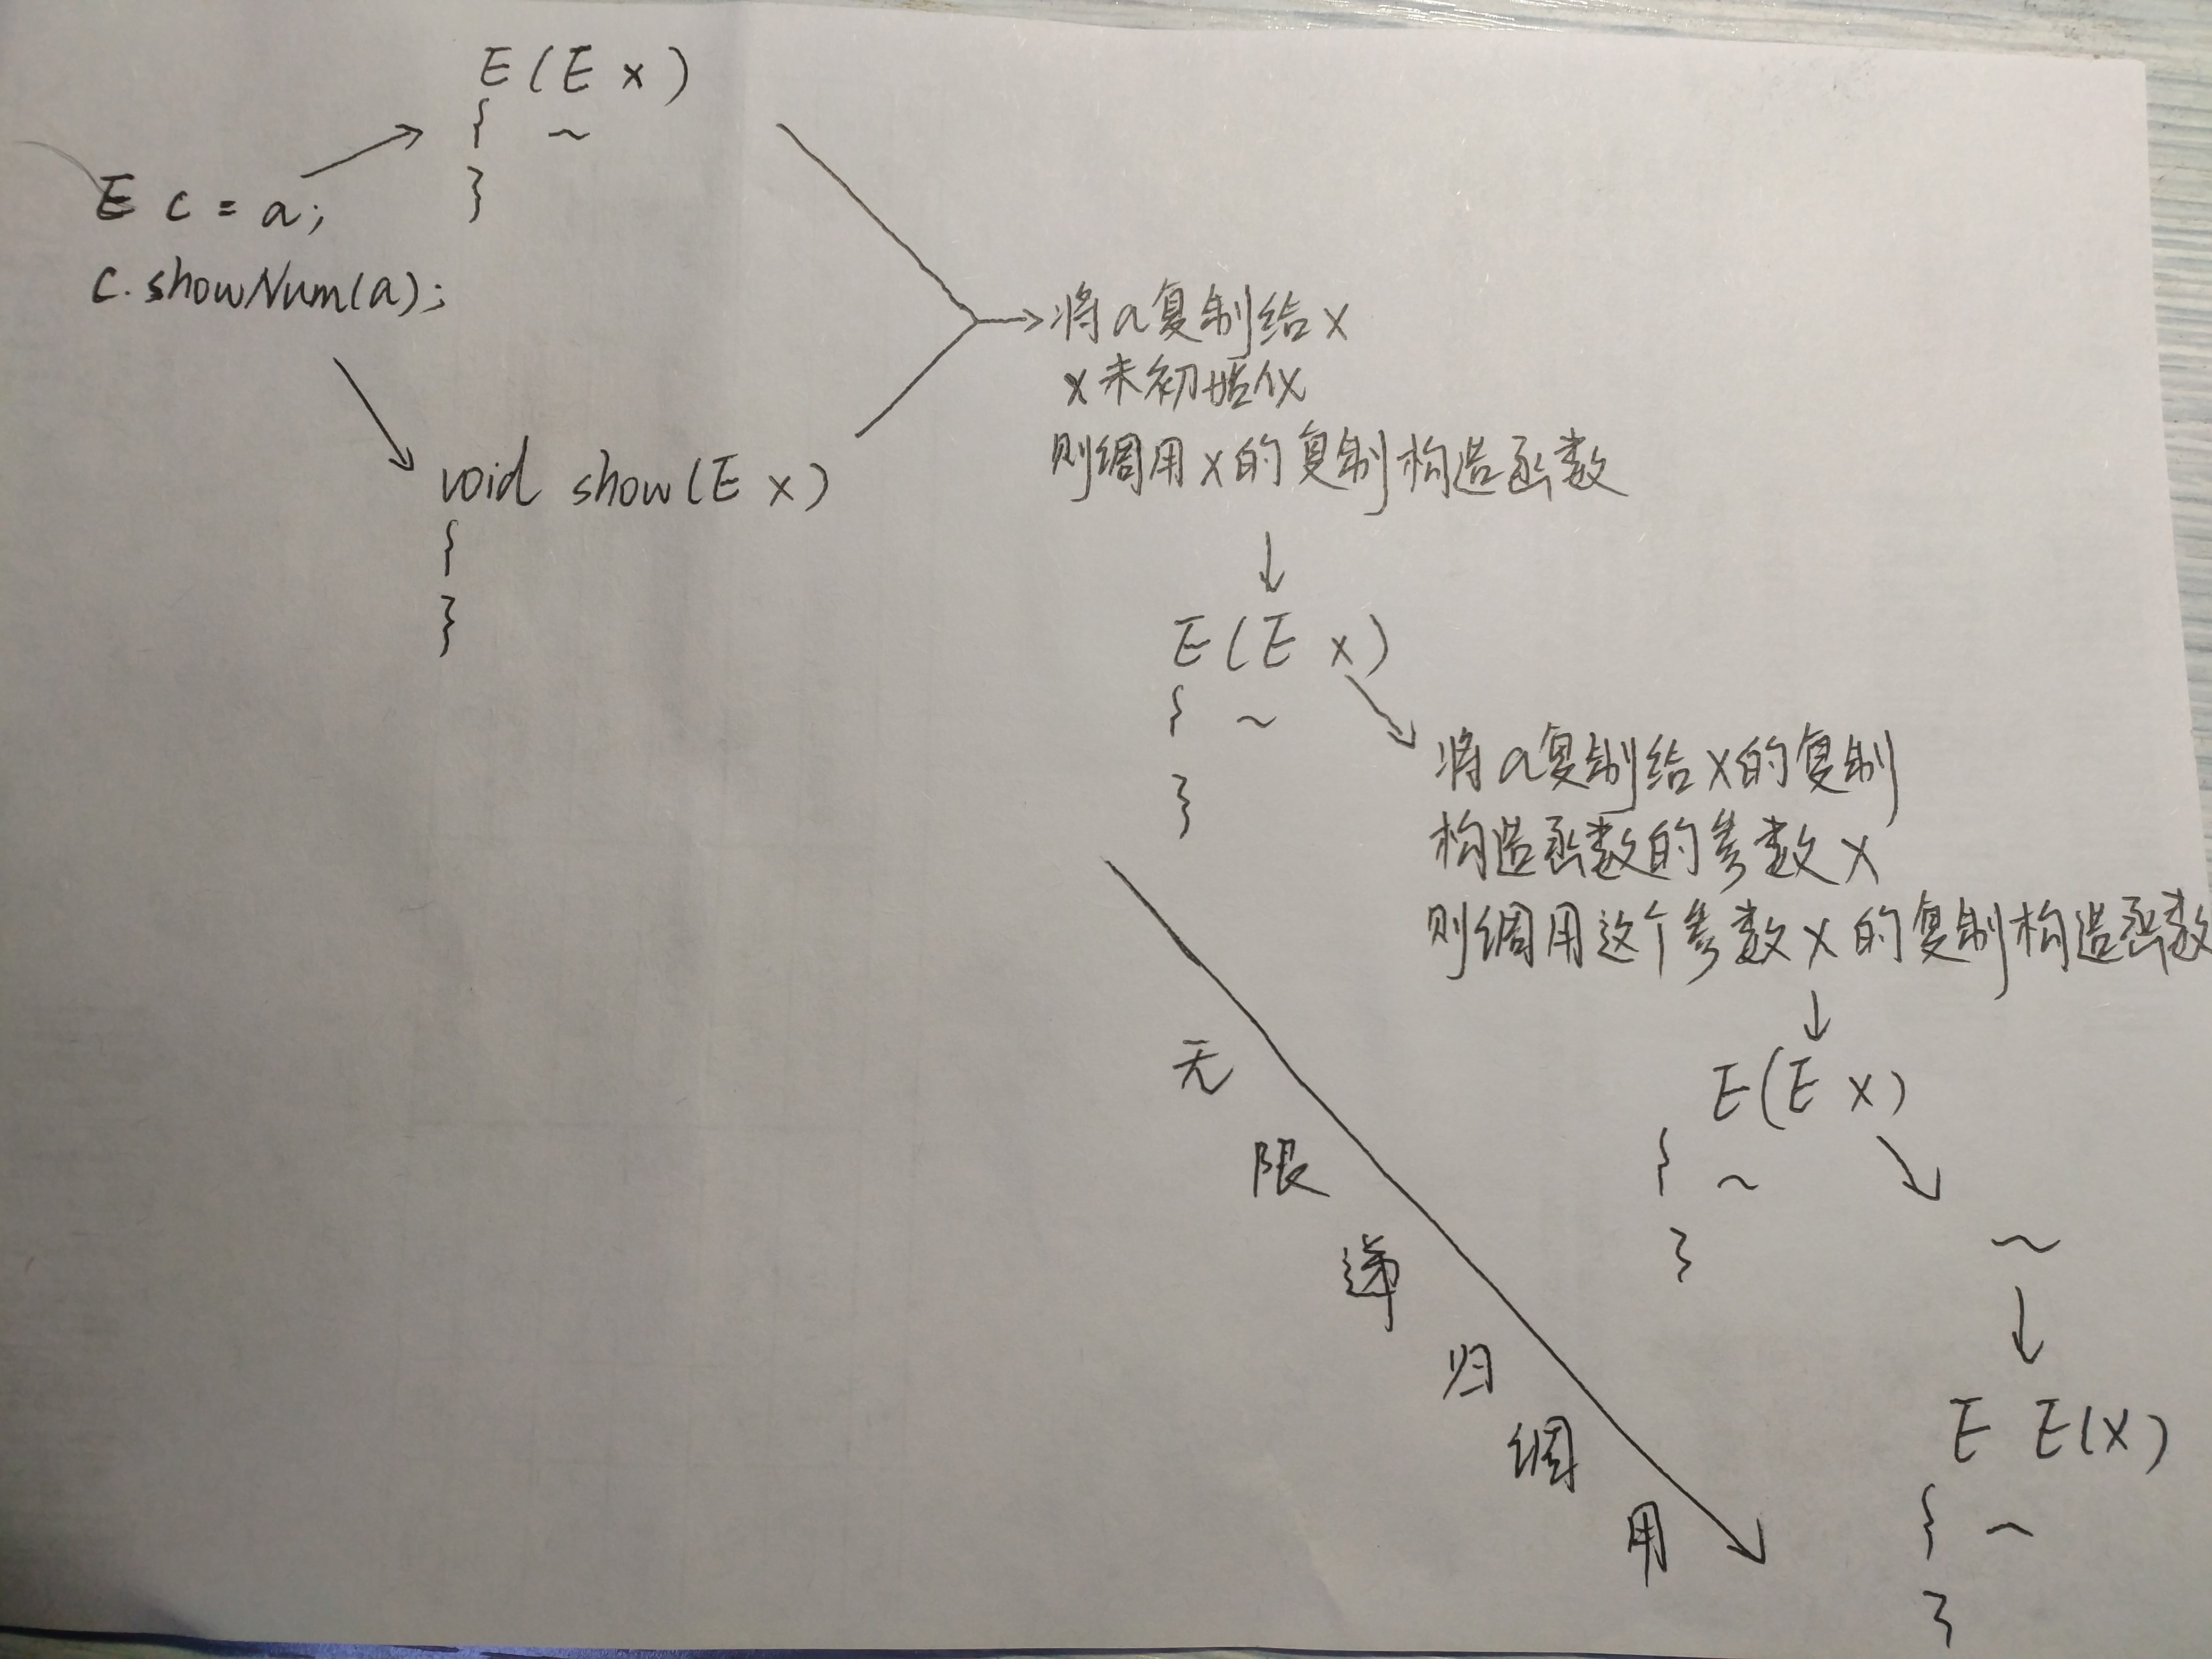 E(E x)
{ ~
}
E c = a;
c.showNum(a);
void show(E x)
{
}
将a复制给x
x未初始化
则调用x的复制构造函数
E(E x)
{ ~
}
将a复制给x的复制
构造函数的参数x
则调用这个参数x的复制构造函数
E(E x)
{ ~
}
~
E E(x)
{ ~
}
无
限
递
归
调
用